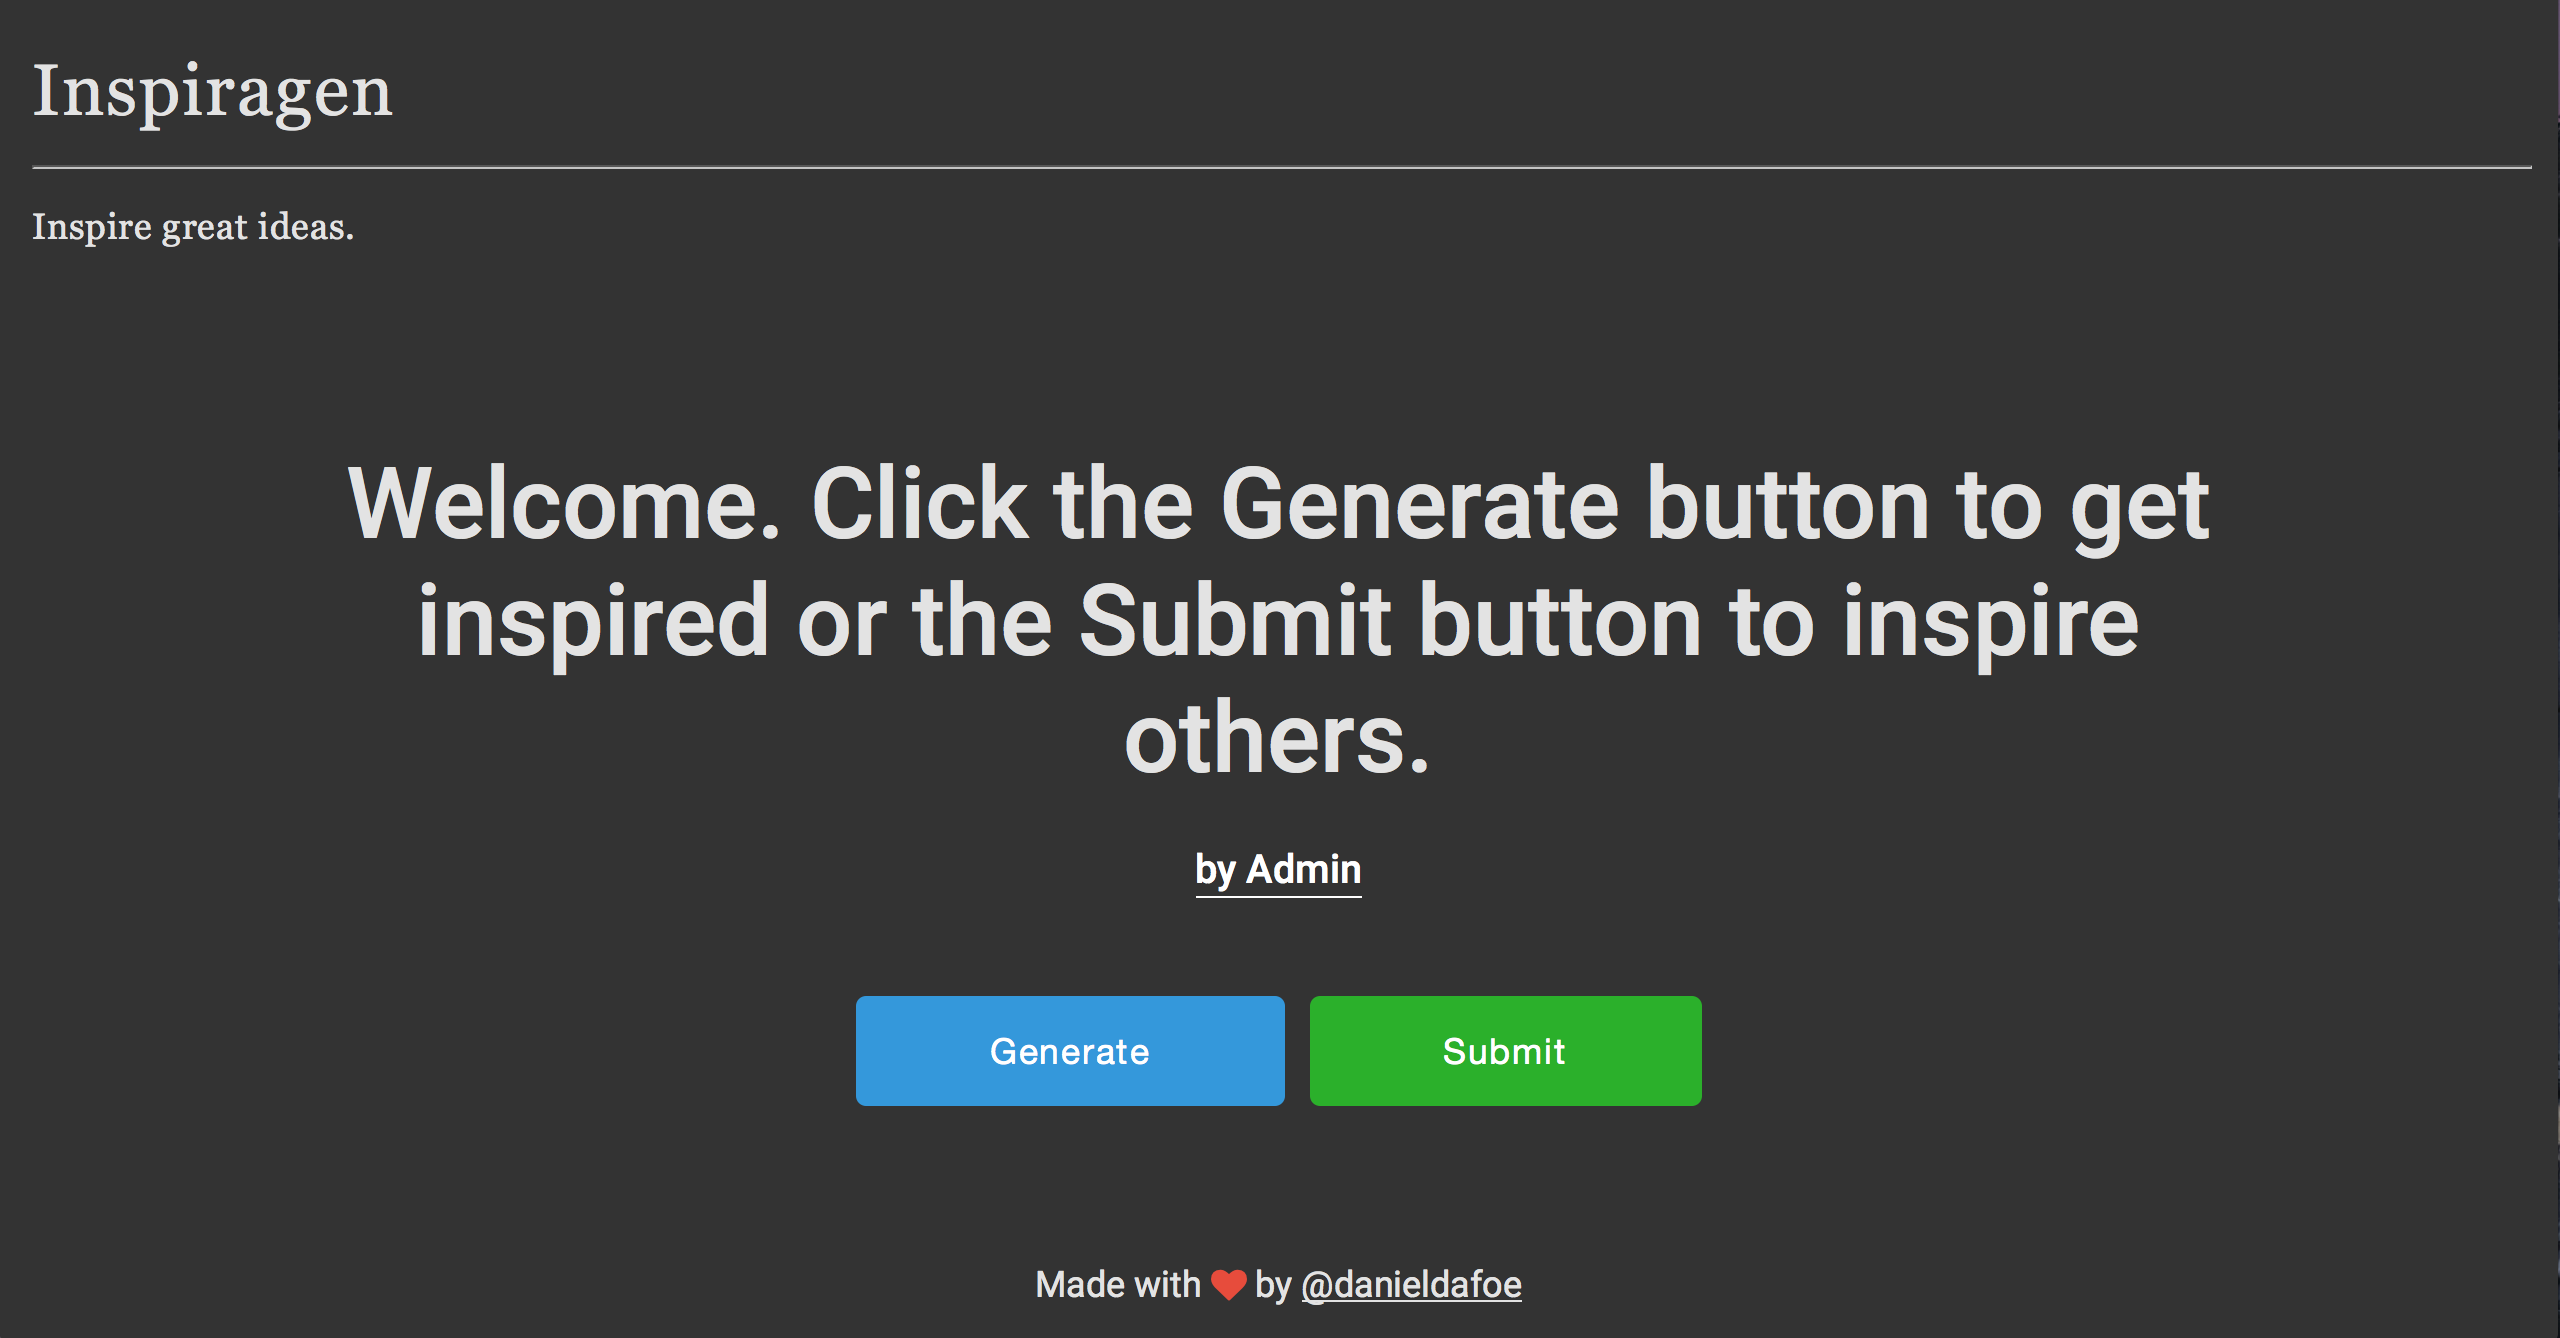 Inspiragen
Inspire great ideas.
Welcome. Click the Generate button to get
inspired or the Submit button to inspire
others.
by Admin
Generate Submit
Made with ❤ by @danieldafoe